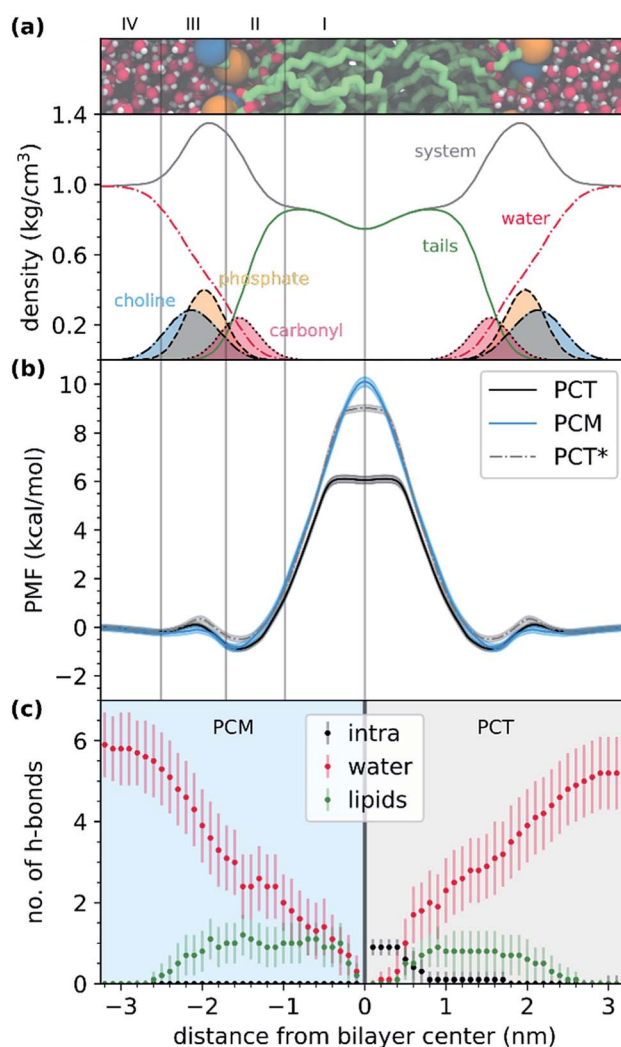 (a)
IV III II I
1.4
1.0
0.6
0.2
density (kg/cm³)
system
water
tails
phosphate
choline
carbonyl
(b)
10
8
6
4
2
0
−2
PMF (kcal/mol)
PCT
PCM
PCT*
(c)
6
4
2
0
no. of h-bonds
PCM
PCT
intra
water
lipids
−3 −2 −1 0 1 2 3
distance from bilayer center (nm)